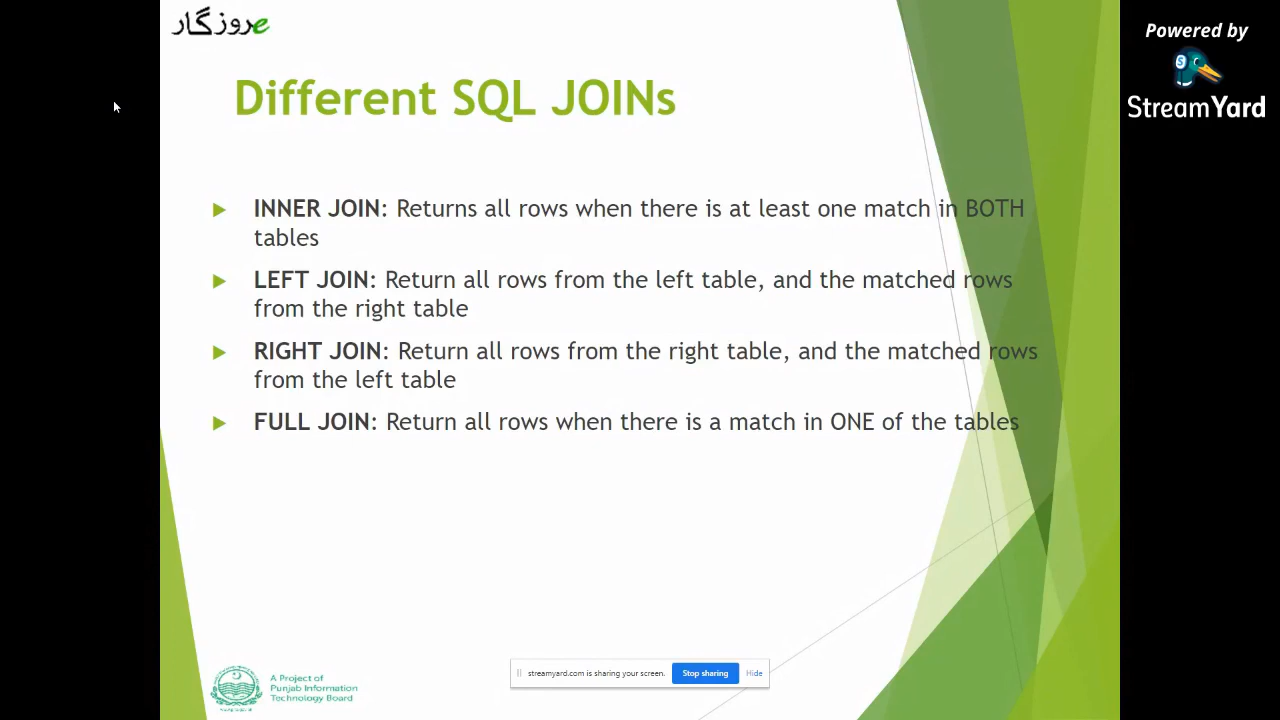 eروزگار
Powered by
StreamYard
Different SQL JOINs
INNER JOIN: Returns all rows when there is at least one match in BOTH
tables
LEFT JOIN: Return all rows from the left table, and the matched rows
from the right table
RIGHT JOIN: Return all rows from the right table, and the matched rows
from the left table
FULL JOIN: Return all rows when there is a match in ONE of the tables
A Project of
Punjab Information
Technology Board
streamyard.com is sharing your screen. Stop sharing Hide